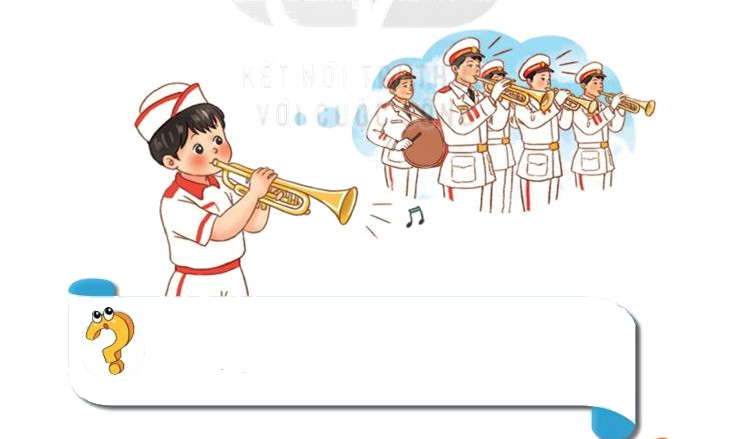 KẾT NỐI TRI THỨC
VỚI CUỘC SỐNG